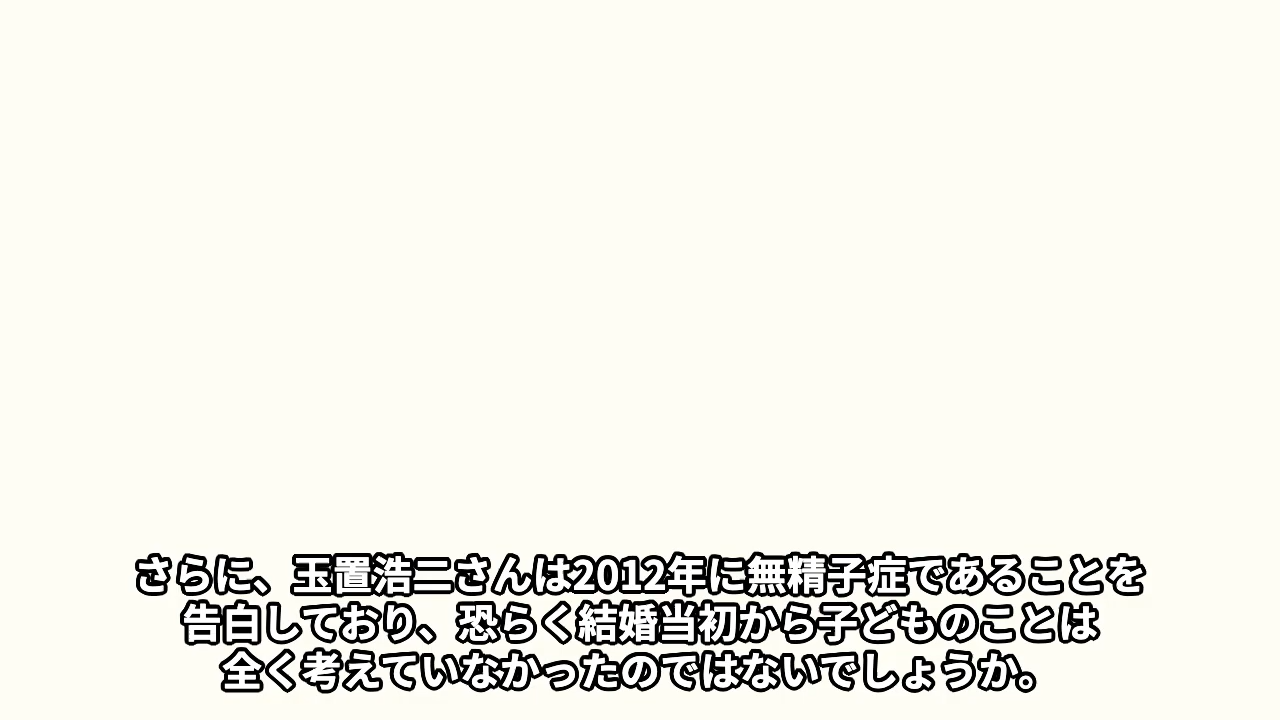 さらに、玉置浩二さんは2012年に無精子症であることを
告白しており、恐らく結婚当初から子どものことは
全く考えていなかったのではないでしょうか。